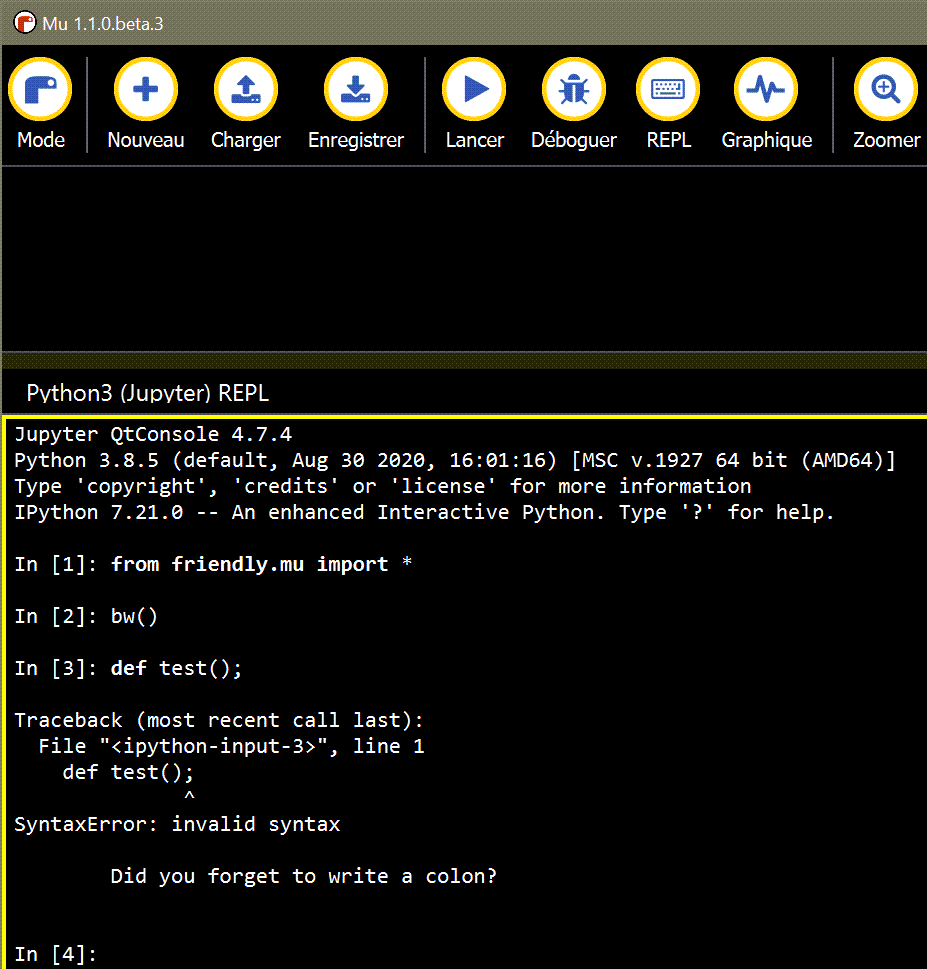 Mu 1.1.0.beta.3
Mode Nouveau Charger Enregistrer Lancer Déboguer REPL Graphique Zoomer
Python3 (Jupyter) REPL
Jupyter QtConsole 4.7.4
Python 3.8.5 (default, Aug 30 2020, 16:01:16) [MSC v.1927 64 bit (AMD64)]
Type 'copyright', 'credits' or 'license' for more information
IPython 7.21.0 -- An enhanced Interactive Python. Type '?' for help.
In [1]: from friendly.mu import *
In [2]: bw()
In [3]: def test();
Traceback (most recent call last):
  File "<ipython-input-3>", line 1
    def test();
              ^
SyntaxError: invalid syntax
        Did you forget to write a colon?
In [4]: